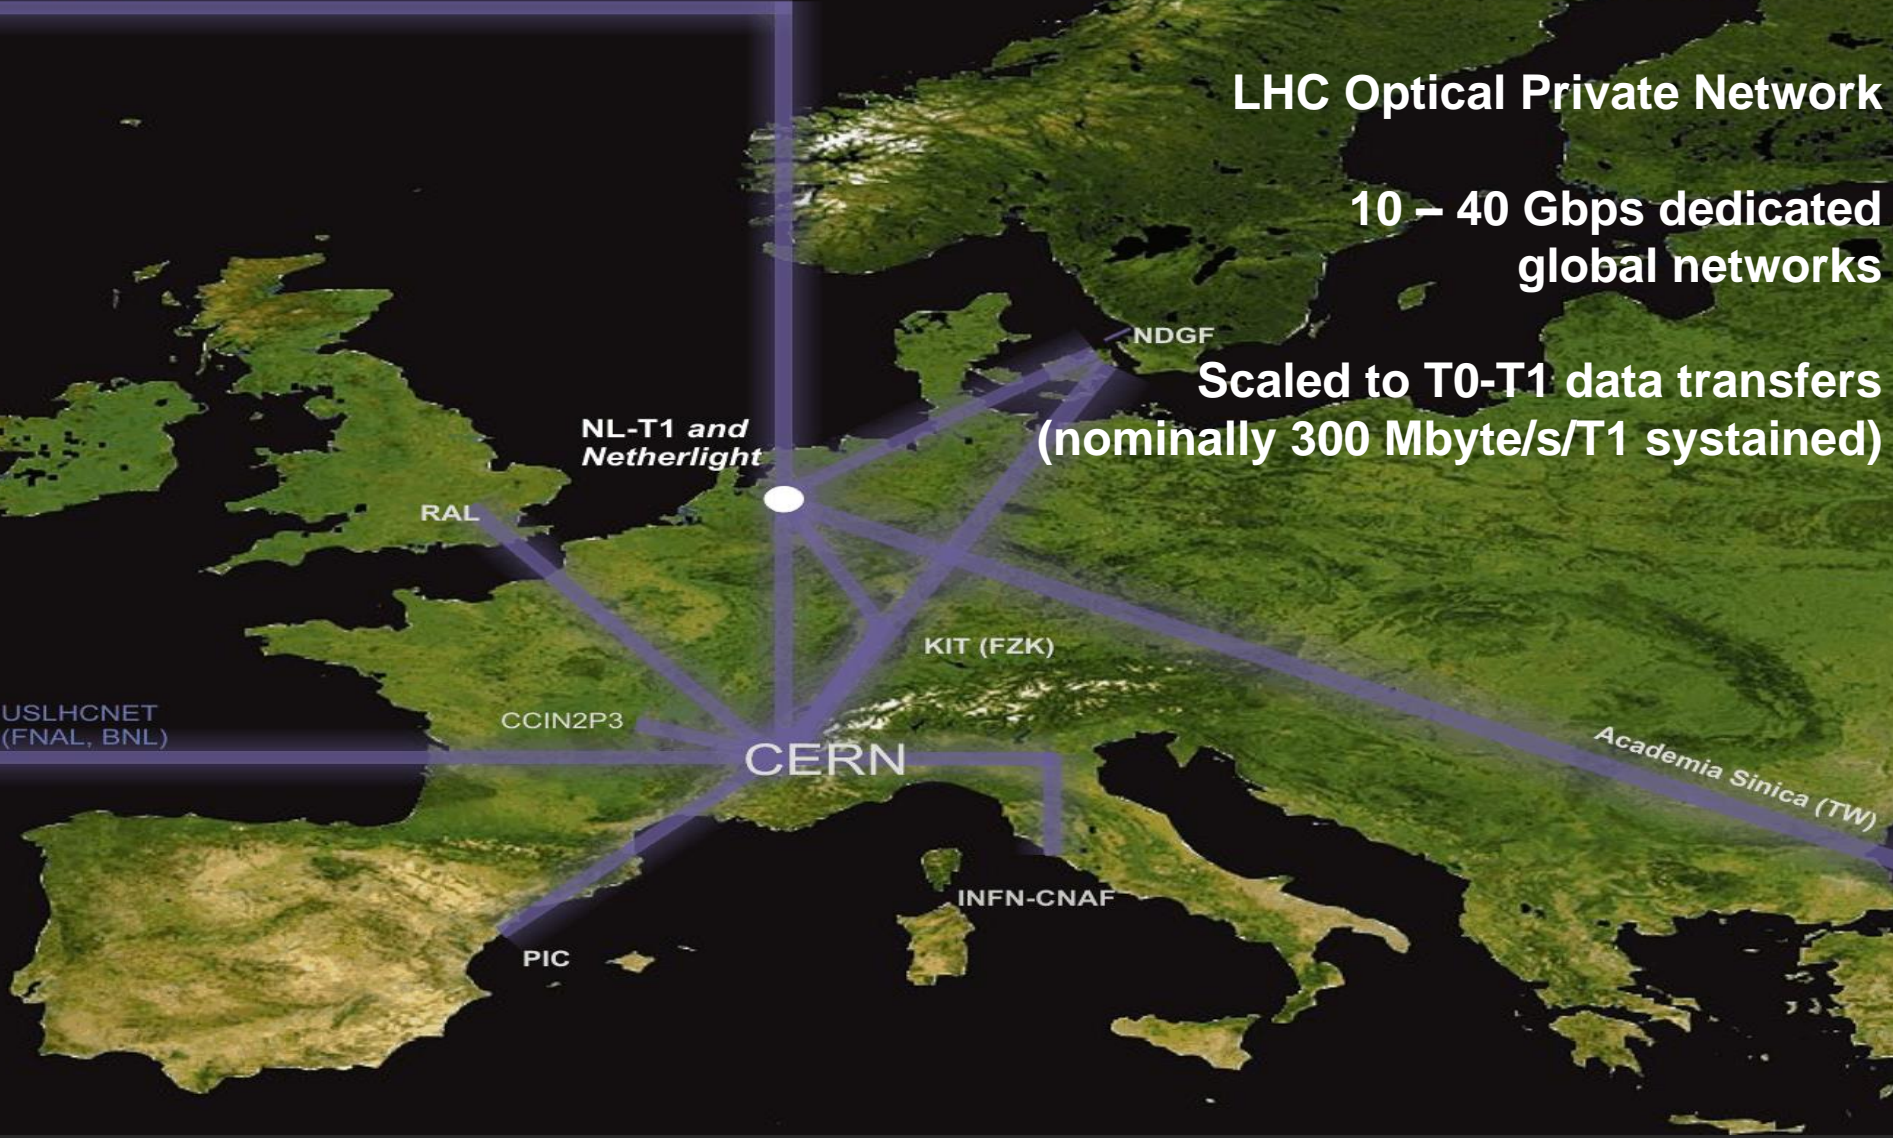 LHC Optical Private Network
10 – 40 Gbps dedicated
global networks
NDGF
Scaled to T0-T1 data transfers
(nominally 300 Mbyte/s/T1 systained)
NL-T1 and
Netherlight
RAL
KIT (FZK)
USLHCNET
(FNAL, BNL)
CCIN2P3
CERN
Academia Sinica (TW)
INFN-CNAF
PIC